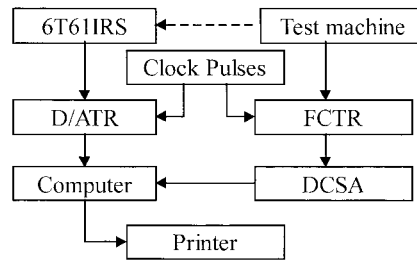 6T61IRS
Test machine
Clock Pulses
D/ATR
FCTR
Computer
DCSA
Printer